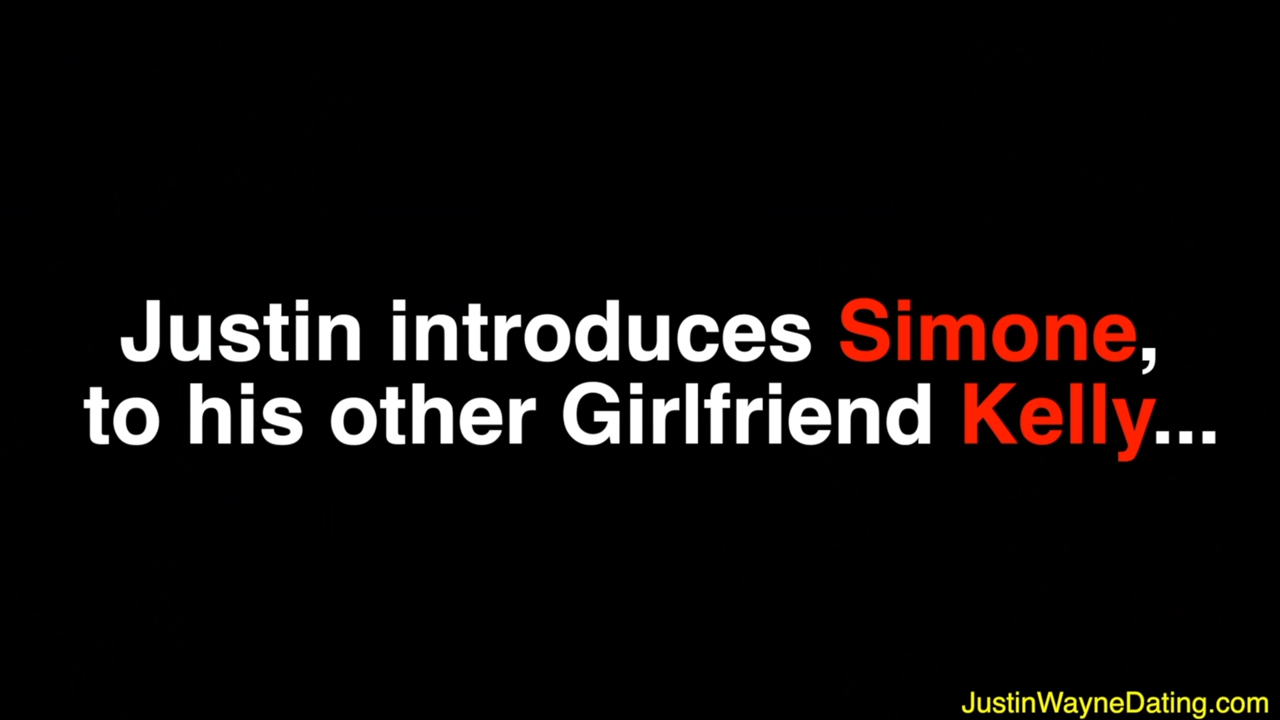 Justin introduces Simone,
to his other Girlfriend Kelly...
JustinWayneDating.com